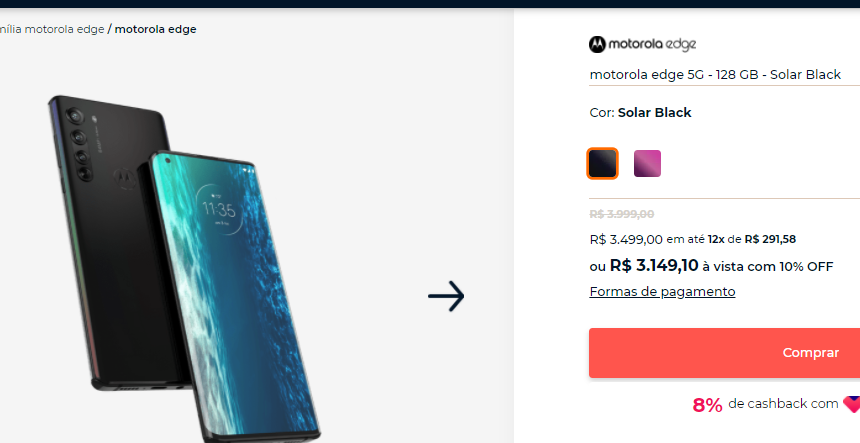 mília motorola edge / motorola edge
motorola edge
motorola edge 5G - 128 GB - Solar Black
Cor: Solar Black
R$ 3.999,00
R$ 3.499,00 em até 12x de R$ 291,58
ou R$ 3.149,10 à vista com 10% OFF
Formas de pagamento
Comprar
8% de cashback com
11:35